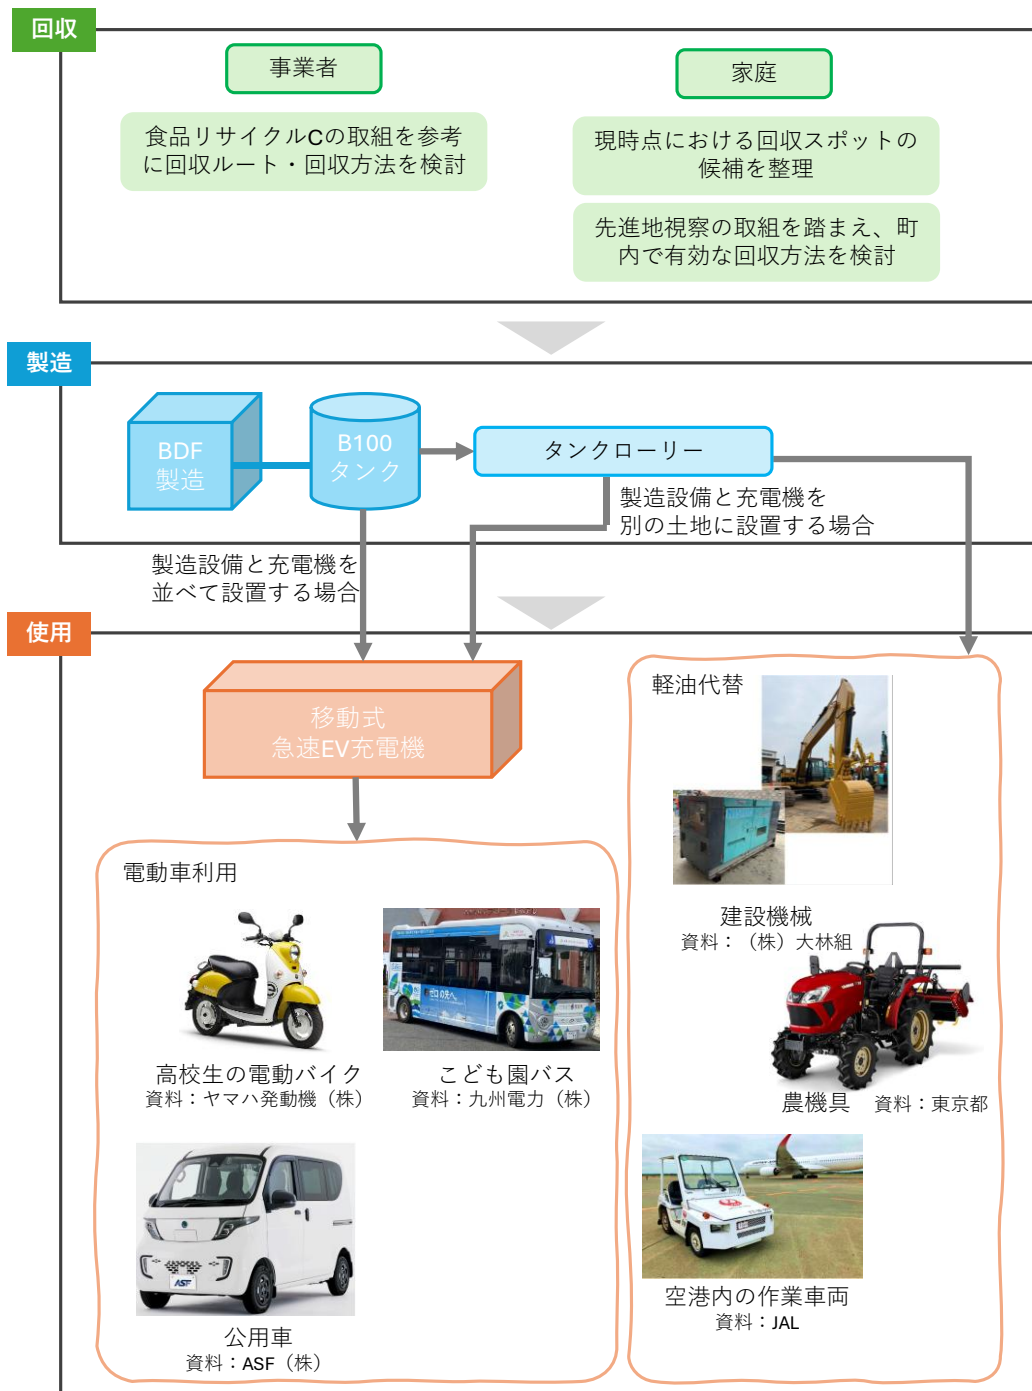 回収
事業者
家庭
食品リサイクルCの取組を参考
に回収ルート・回収方法を検討
現時点における回収スポットの
候補を整理
先進地視察の取組を踏まえ、町
内で有効な回収方法を検討
製造
BDF
製造
B100
タンク
タンクローリー
製造設備と充電機を
別の土地に設置する場合
製造設備と充電機を
並べて設置する場合
使用
移動式
急速EV充電機
軽油代替
建設機械
資料：（株）大林組
農機具 資料：東京都
空港内の作業車両
資料：JAL
電動車利用
高校生の電動バイク
資料：ヤマハ発動機（株）
こども園バス
資料：九州電力（株）
ASF
公用車
資料：ASF（株）